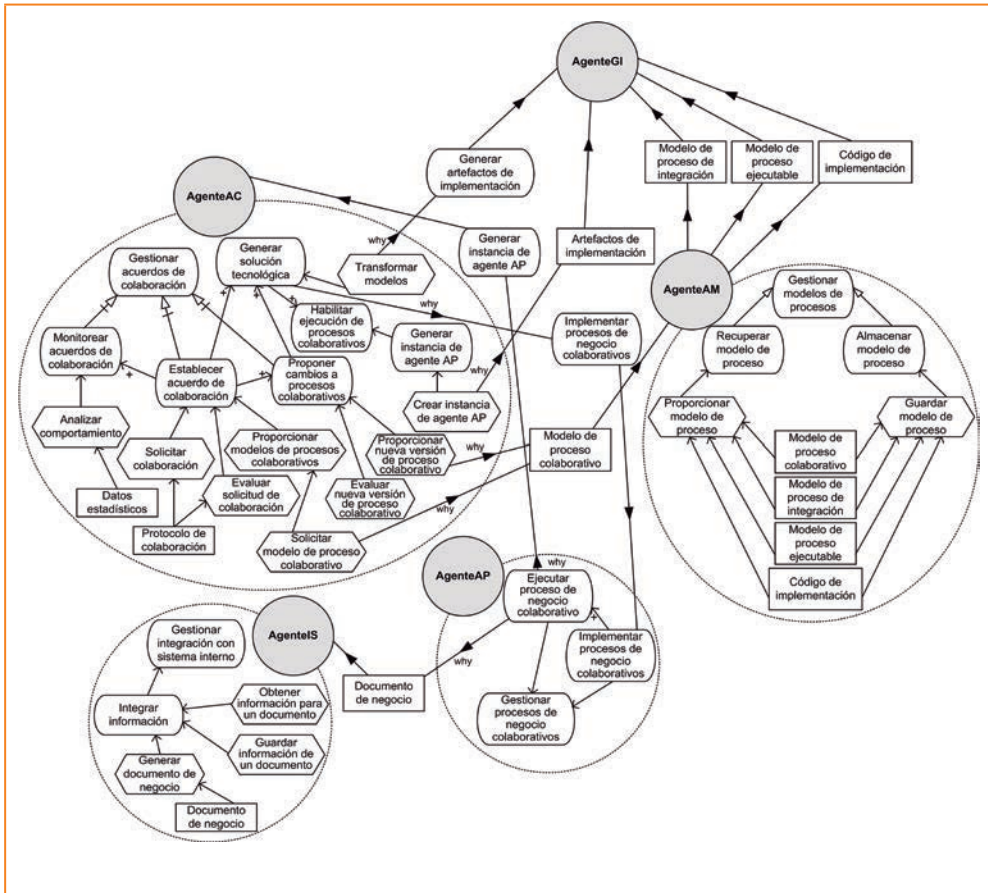 AgenteGI
Generar
artefactos de
implementación
Modelo de
proceso de
integración
Modelo de
proceso
ejecutable
Código de
implementación
AgenteAC
why
Generar
instancia de
agente AP
Artefactos de
implementación
AgenteAM
Gestionar
acuerdos de
colaboración
Generar
solución
tecnológica
Transformar
modelos
why
Habilitar
ejecución de
procesos
colaborativos
Generar
instancia de
agente AP
Implementar
procesos de
negocio
colaborativos
Gestionar
modelos de
procesos
Recuperar
modelo de
proceso
Almacenar
modelo de
proceso
Monitorear
acuerdos de
colaboración
Establecer
acuerdo de
colaboración
Proponer
cambios a
procesos
colaborativos
why
Crear instancia
de agente AP
Proporcionar
modelo de
proceso
Guardar
modelo de
proceso
Analizar
comportamiento
Solicitar
colaboración
Proporcionar
modelos de procesos
colaborativos
Proporcionar
nueva versión
de proceso
colaborativo
why
Modelo de
proceso
colaborativo
Modelo de
proceso
colaborativo
Datos
estadísticos
Evaluar
solicitud de
colaboración
Evaluar
nueva versión
de proceso
colaborativo
Modelo de
proceso de
integración
Protocolo de
colaboración
Solicitar
modelo de proceso
colaborativo
why
Modelo de
proceso
ejecutable
Código de
implementación
AgenteAP
why
Ejecutar
proceso de
negocio
colaborativo
AgenteIS
Gestionar
integración con
sistema interno
why
Implementar
procesos de
negocio
colaborativos
Documento
de negocio
Gestionar
procesos de
negocio
colaborativos
Integrar
información
Obtener
información para
un documento
Guardar
información de
un documento
Generar
documento de
negocio
Documento
de negocio